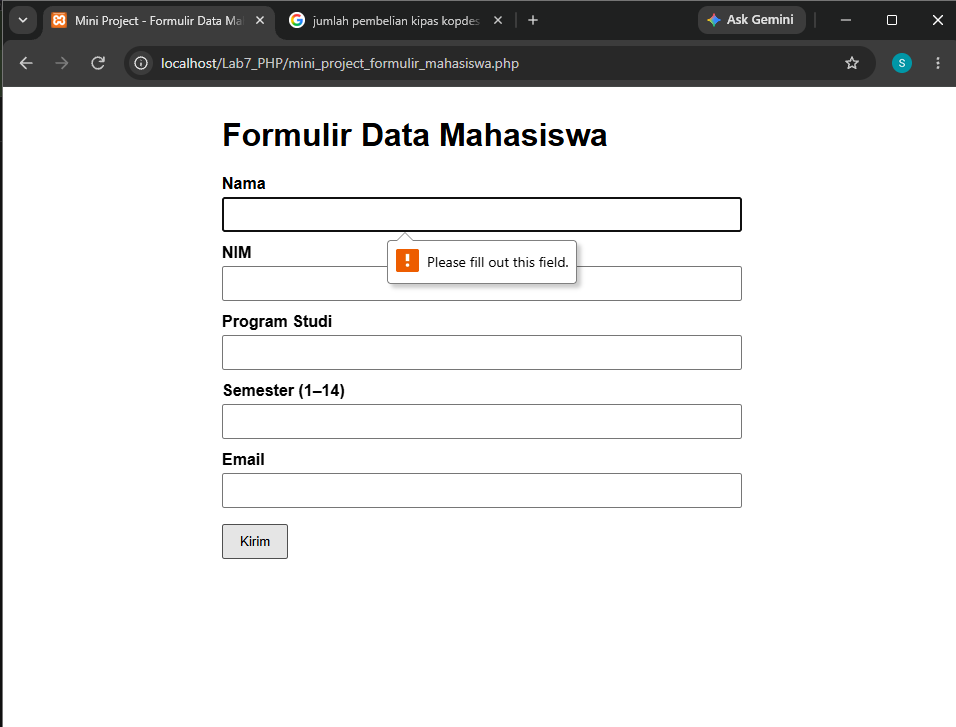 Mini Project - Formulir Data Ma
jumlah pembelian kipas kopdes
Ask Gemini
localhost/Lab7_PHP/mini_project_formulir_mahasiswa.php
S
Formulir Data Mahasiswa
Nama
Please fill out this field.
NIM
Program Studi
Semester (1–14)
Email
Kirim